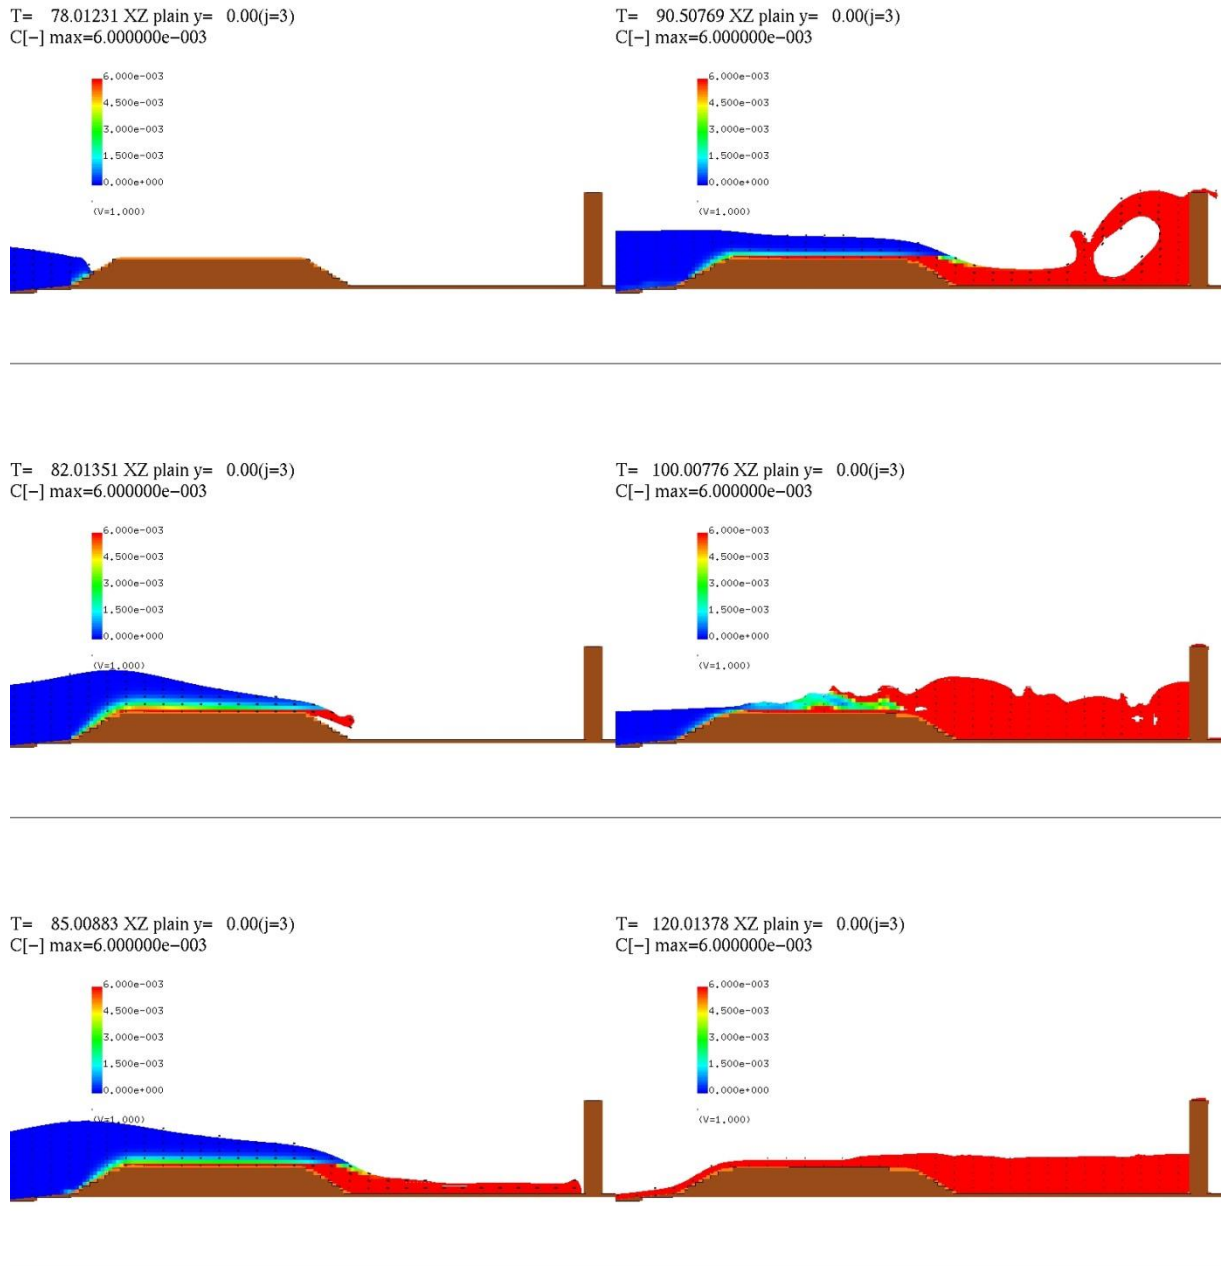 T= 78.01231 XZ plain y= 0.00(j=3)
C[−] max=6.000000e−003
6.000e-003
4.500e-003
3.000e-003
1.500e-003
0.000e+000
(V=1.000)
T= 90.50769 XZ plain y= 0.00(j=3)
C[−] max=6.000000e−003
6.000e-003
4.500e-003
3.000e-003
1.500e-003
0.000e+000
(V=1.000)
T= 82.01351 XZ plain y= 0.00(j=3)
C[−] max=6.000000e−003
6.000e-003
4.500e-003
3.000e-003
1.500e-003
0.000e+000
(V=1.000)
T= 100.00776 XZ plain y= 0.00(j=3)
C[−] max=6.000000e−003
6.000e-003
4.500e-003
3.000e-003
1.500e-003
0.000e+000
(V=1.000)
T= 85.00883 XZ plain y= 0.00(j=3)
C[−] max=6.000000e−003
6.000e-003
4.500e-003
3.000e-003
1.500e-003
0.000e+000
(V=1.000)
T= 120.01378 XZ plain y= 0.00(j=3)
C[−] max=6.000000e−003
6.000e-003
4.500e-003
3.000e-003
1.500e-003
0.000e+000
(V=1.000)